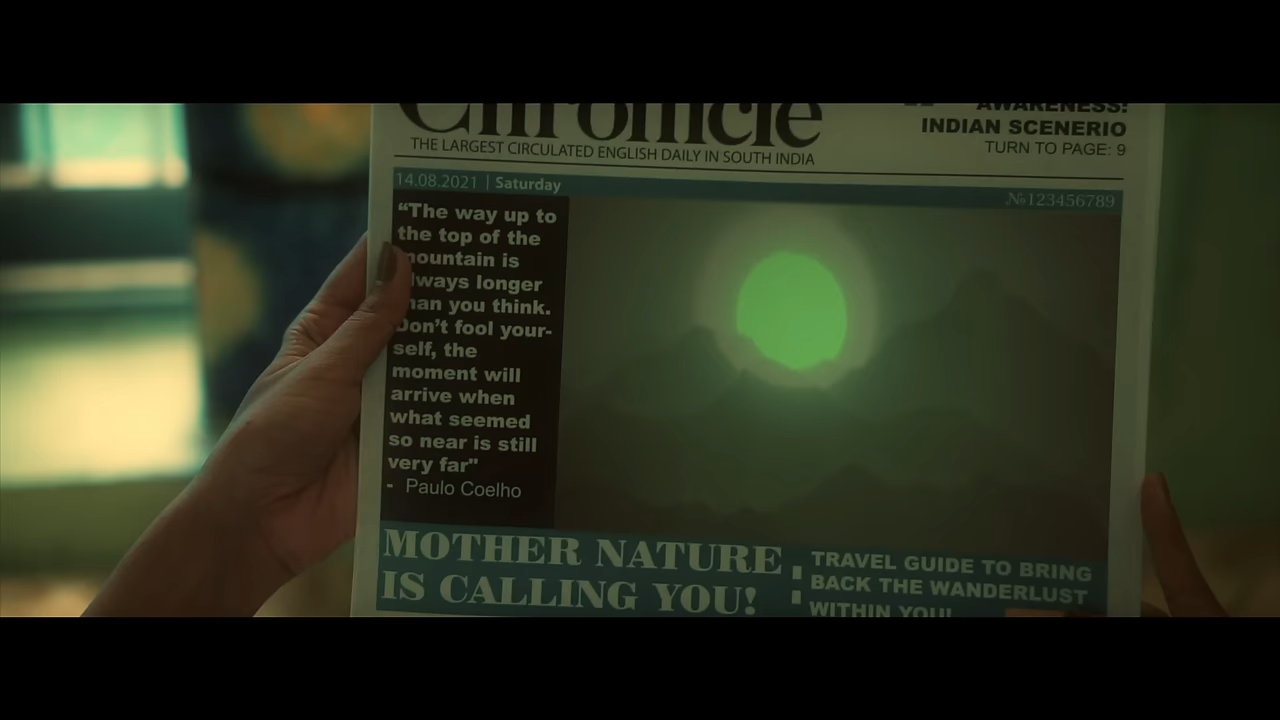 Chronicle
THE LARGEST CIRCULATED ENGLISH DAILY IN SOUTH INDIA
AWARENESS:
INDIAN SCENERIO
TURN TO PAGE: 9
14.08.2021 | Saturday
№123456789
“The way up to
the top of the
mountain is
always longer
than you think.
Don’t fool your-
self, the
moment will
arrive when
what seemed
so near is still
very far"
- Paulo Coelho
MOTHER NATURE
IS CALLING YOU!
TRAVEL GUIDE TO BRING
BACK THE WANDERLUST
WITHIN YOU!